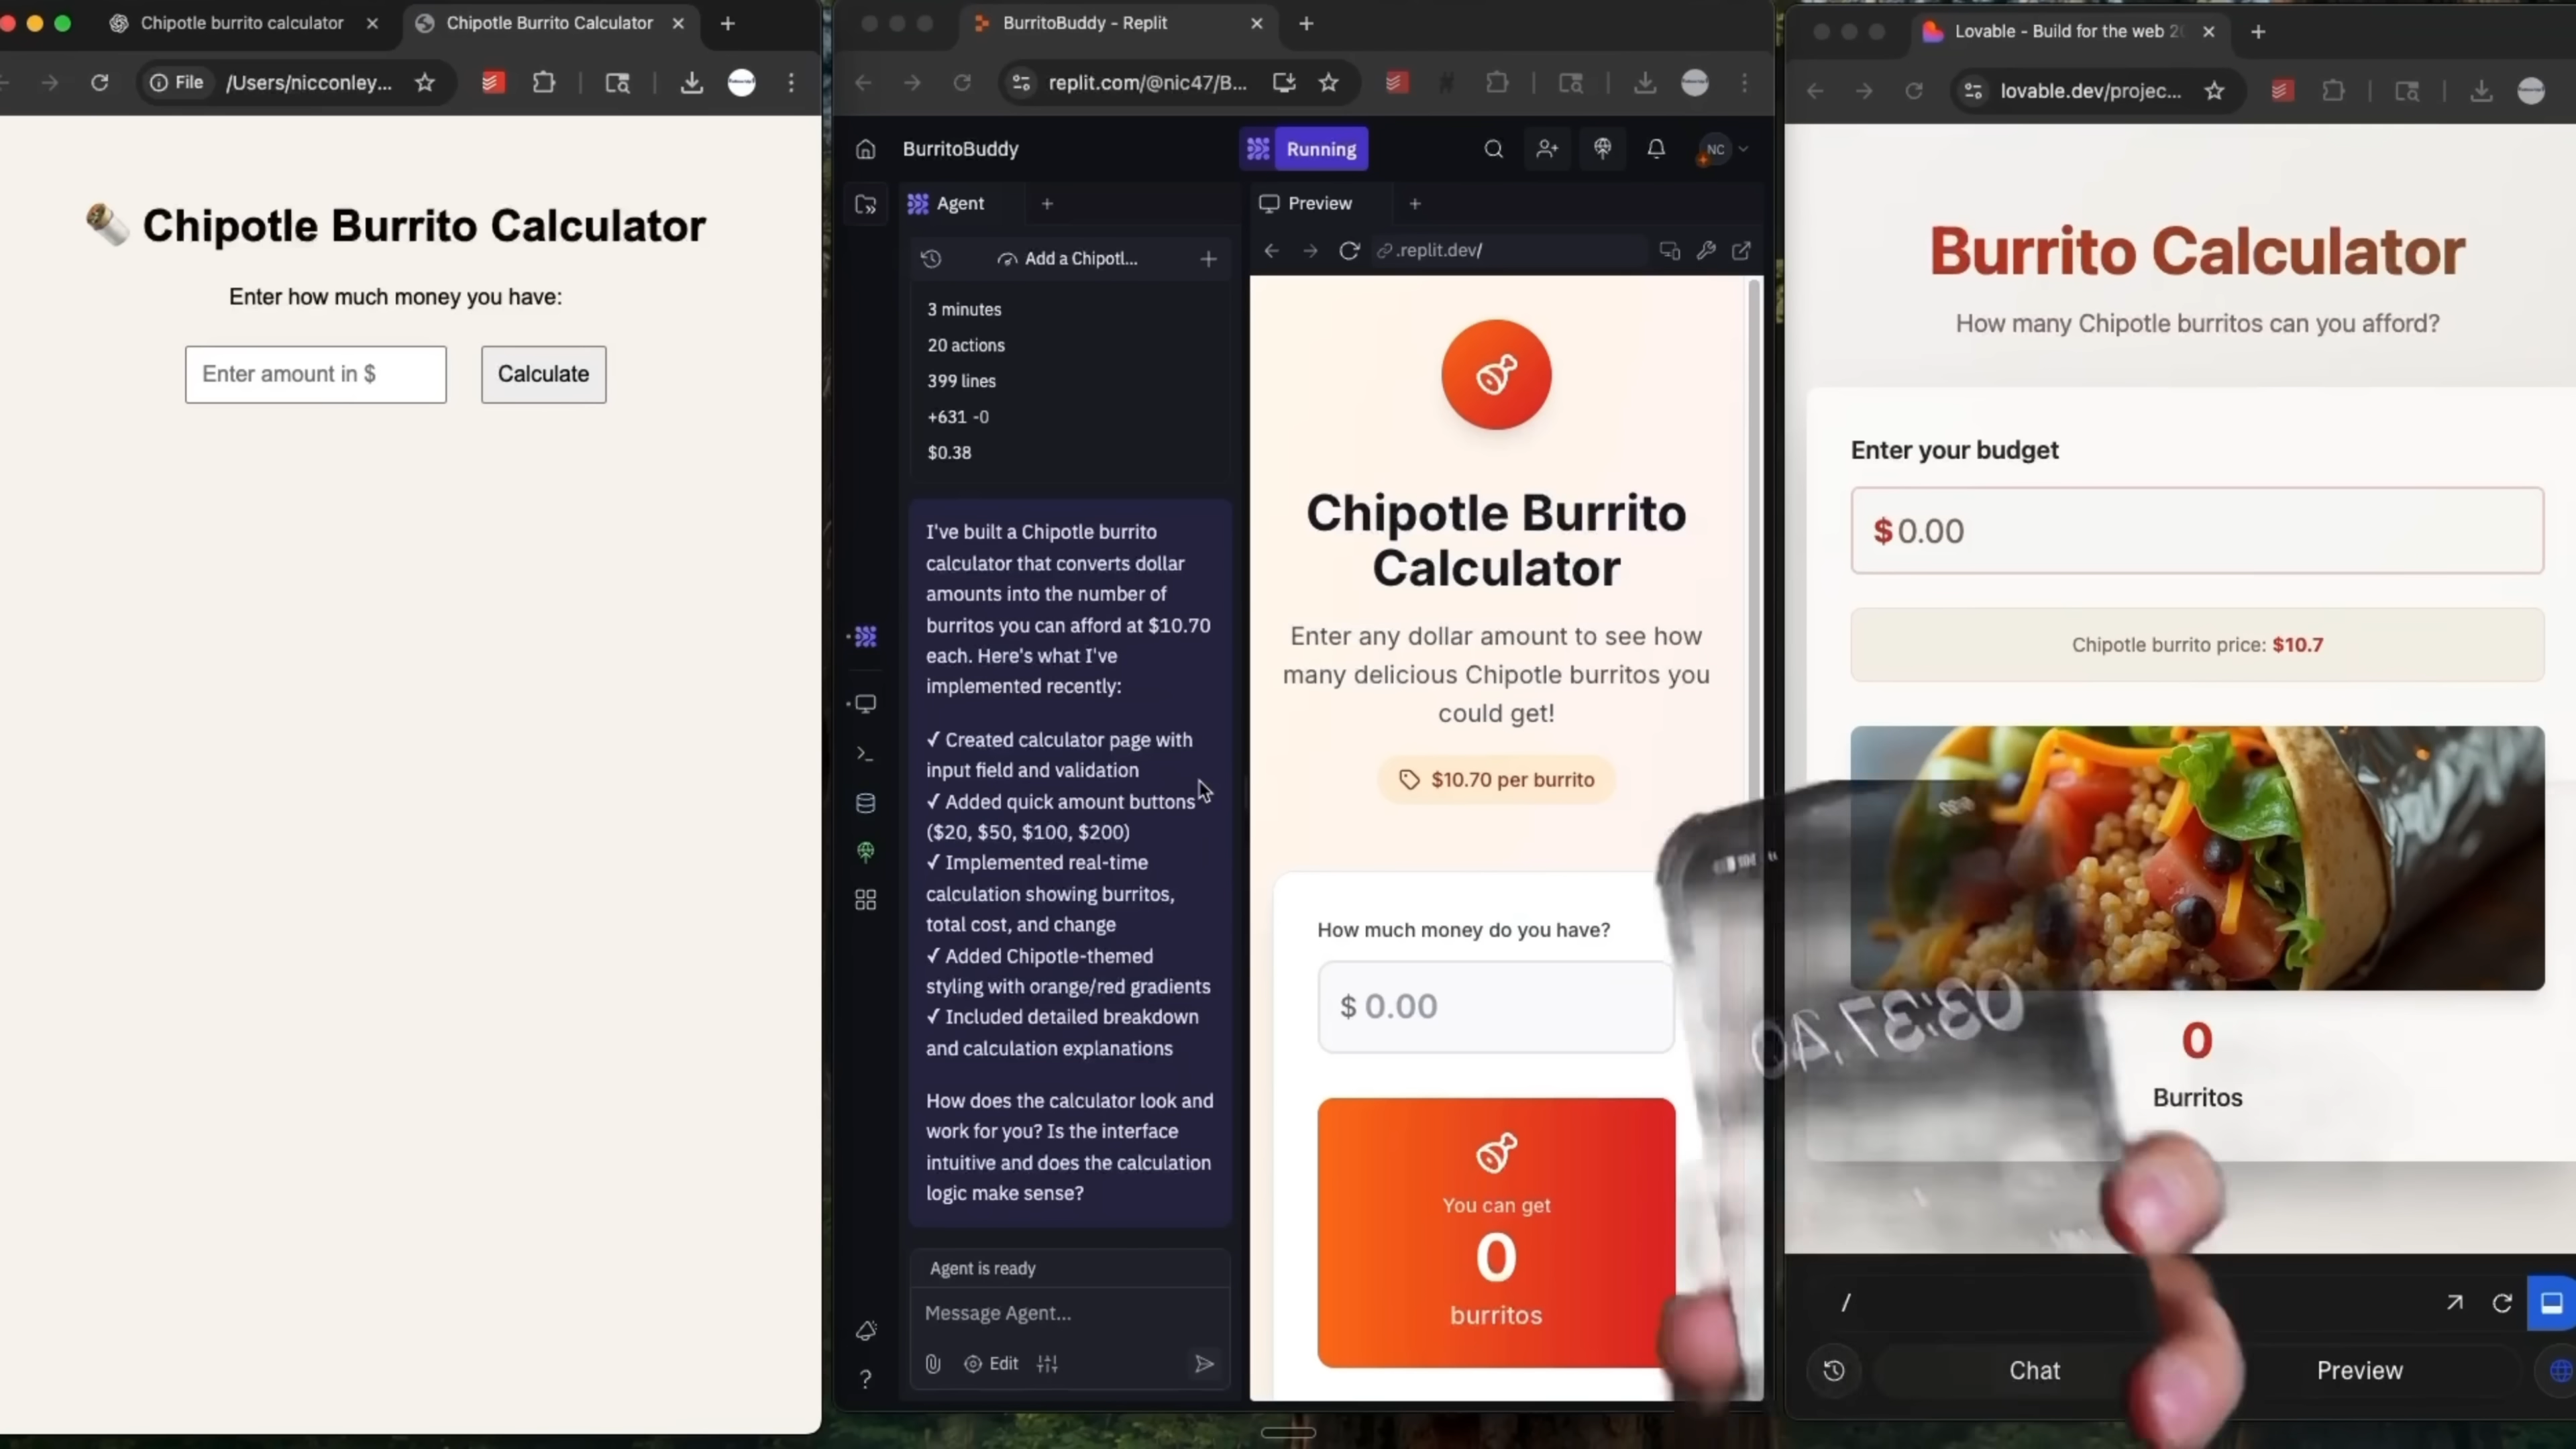 Chipotle burrito calculator
Chipotle Burrito Calculator
File
/Users/nicconley...
Chipotle Burrito Calculator
Enter how much money you have:
Enter amount in $
Calculate
BurritoBuddy - Replit
replit.com/@nic47/B...
BurritoBuddy
Running
NC
Agent
Preview
Add a Chipotl...
.replit.dev/
3 minutes
20 actions
399 lines
+631 -0
$0.38
I've built a Chipotle burrito
calculator that converts dollar
amounts into the number of
burritos you can afford at $10.70
each. Here's what I've
implemented recently:
✓ Created calculator page with
input field and validation
✓ Added quick amount buttons
($20, $50, $100, $200)
✓ Implemented real-time
calculation showing burritos,
total cost, and change
✓ Added Chipotle-themed
styling with orange/red gradients
✓ Included detailed breakdown
and calculation explanations
How does the calculator look and
work for you? Is the interface
intuitive and does the calculation
logic make sense?
Agent is ready
Message Agent...
Edit
?
Chipotle Burrito
Calculator
Enter any dollar amount to see how
many delicious Chipotle burritos you
could get!
$10.70 per burrito
How much money do you have?
$ 0.00
You can get
0
burritos
Lovable - Build for the web 2
lovable.dev/projec...
Burrito Calculator
How many Chipotle burritos can you afford?
Enter your budget
$ 0.00
Chipotle burrito price: $10.7
03:37.40
0
Burritos
/
Chat
Preview